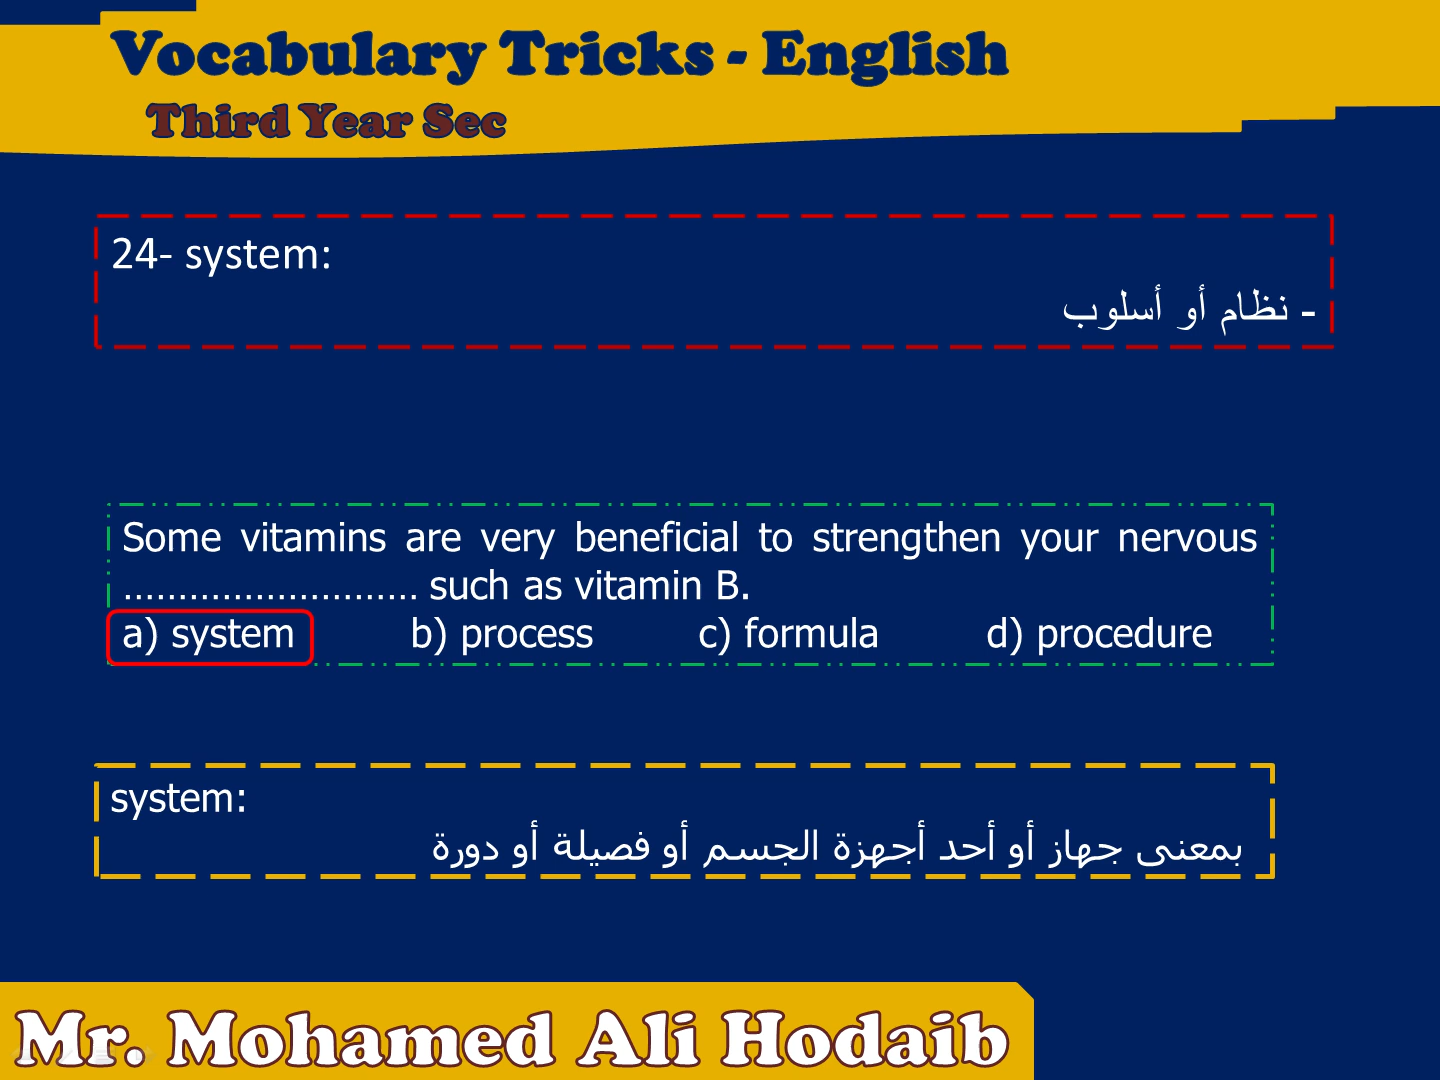 Vocabulary Tricks - English
Third Year Sec
24- system:
- نظام أو أسلوب
Some vitamins are very beneficial to strengthen your nervous
........................... such as vitamin B.
a) system b) process c) formula d) procedure
system:
بمعنى جهاز أو أحد أجهزة الجسم أو فصيلة أو دورة
Mr. Mohamed Ali Hodaib